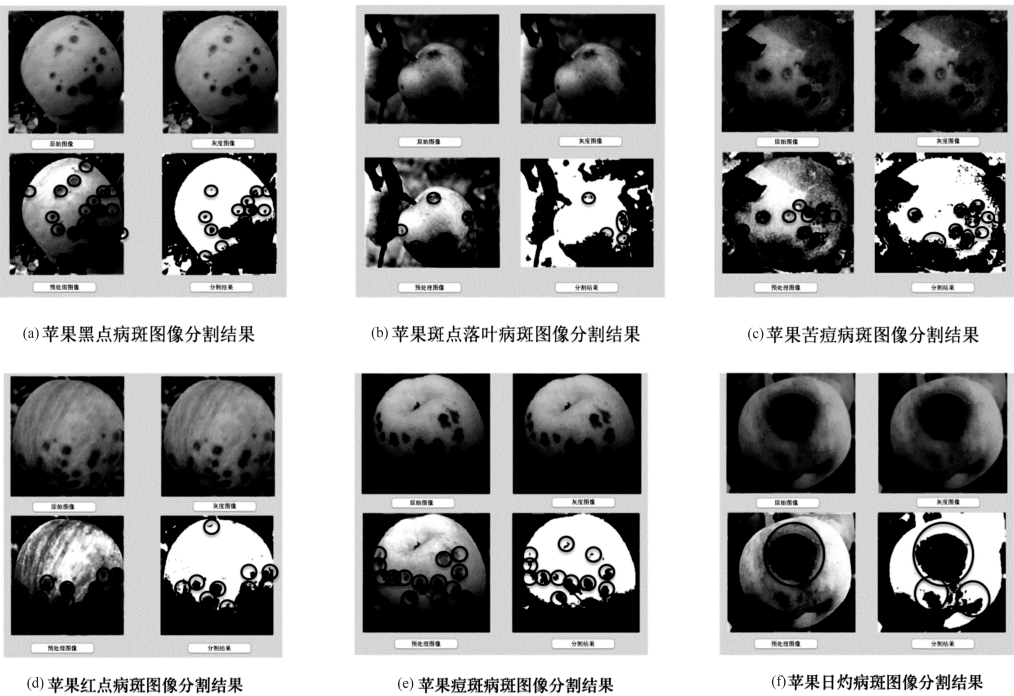 原始图像 灰度图像 原始图像 灰度图像 原始图像 灰度图像
预处理图像 分割结果 预处理图像 分割结果 预处理图像 分割结果
(a) 苹果黑点病斑图像分割结果 (b) 苹果斑点落叶病斑图像分割结果 (c) 苹果苦痘病斑图像分割结果
原始图像 灰度图像 原始图像 灰度图像 原始图像 灰度图像
预处理图像 分割结果 预处理图像 分割结果 预处理图像 分割结果
(d) 苹果红点病斑图像分割结果 (e) 苹果痘斑病斑图像分割结果 (f) 苹果日灼病斑图像分割结果